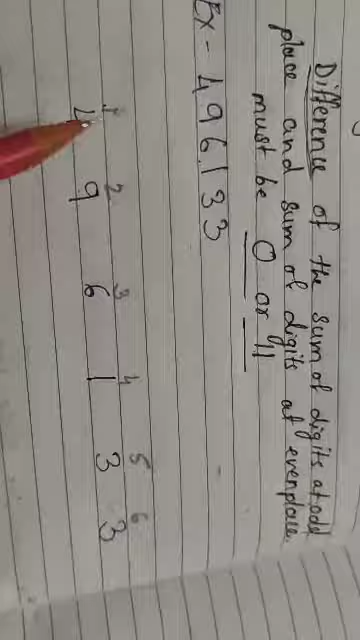 Difference of the sum of digits at odd
place and sum of digits at even place.
must be 0 or 11
Ex - 496133
1 2 3 4 5 6
4 9 6 1 3 3